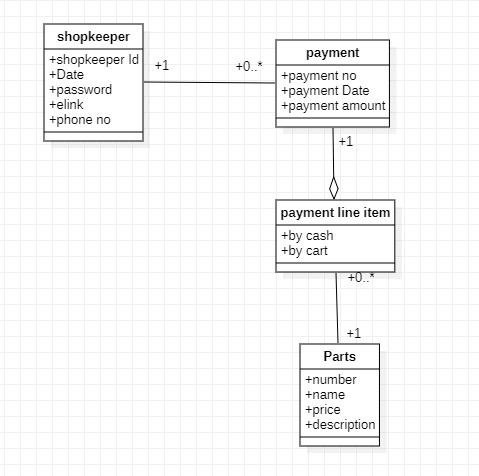 shopkeeper
+shopkeeper Id
+Date
+password
+elink
+phone no
+1
+0..*
payment
+payment no
+payment Date
+payment amount
+1
payment line item
+by cash
+by cart
+0..*
+1
Parts
+number
+name
+price
+description